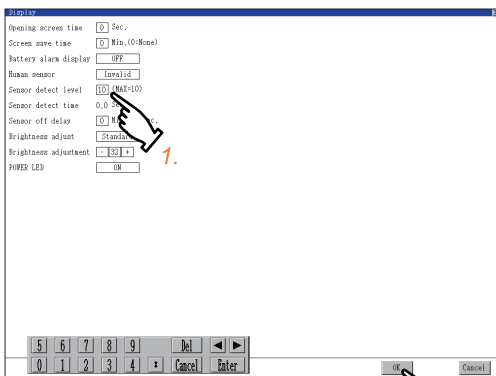 Display
Opening screen time 0 Sec.
Screen save time 0 Min.(0:None)
Battery alarm display OFF
Human sensor Invalid
Sensor detect level 10 (MAX=10)
Sensor detect time 0.0
Sensor off delay 0
Brightness adjust Standard
Brightness adjustment - 32 +
1.
POWER LED ON
5 6 7 8 9 Del ◀ ▶
0 1 2 3 4 Cancel Enter
OK Cancel